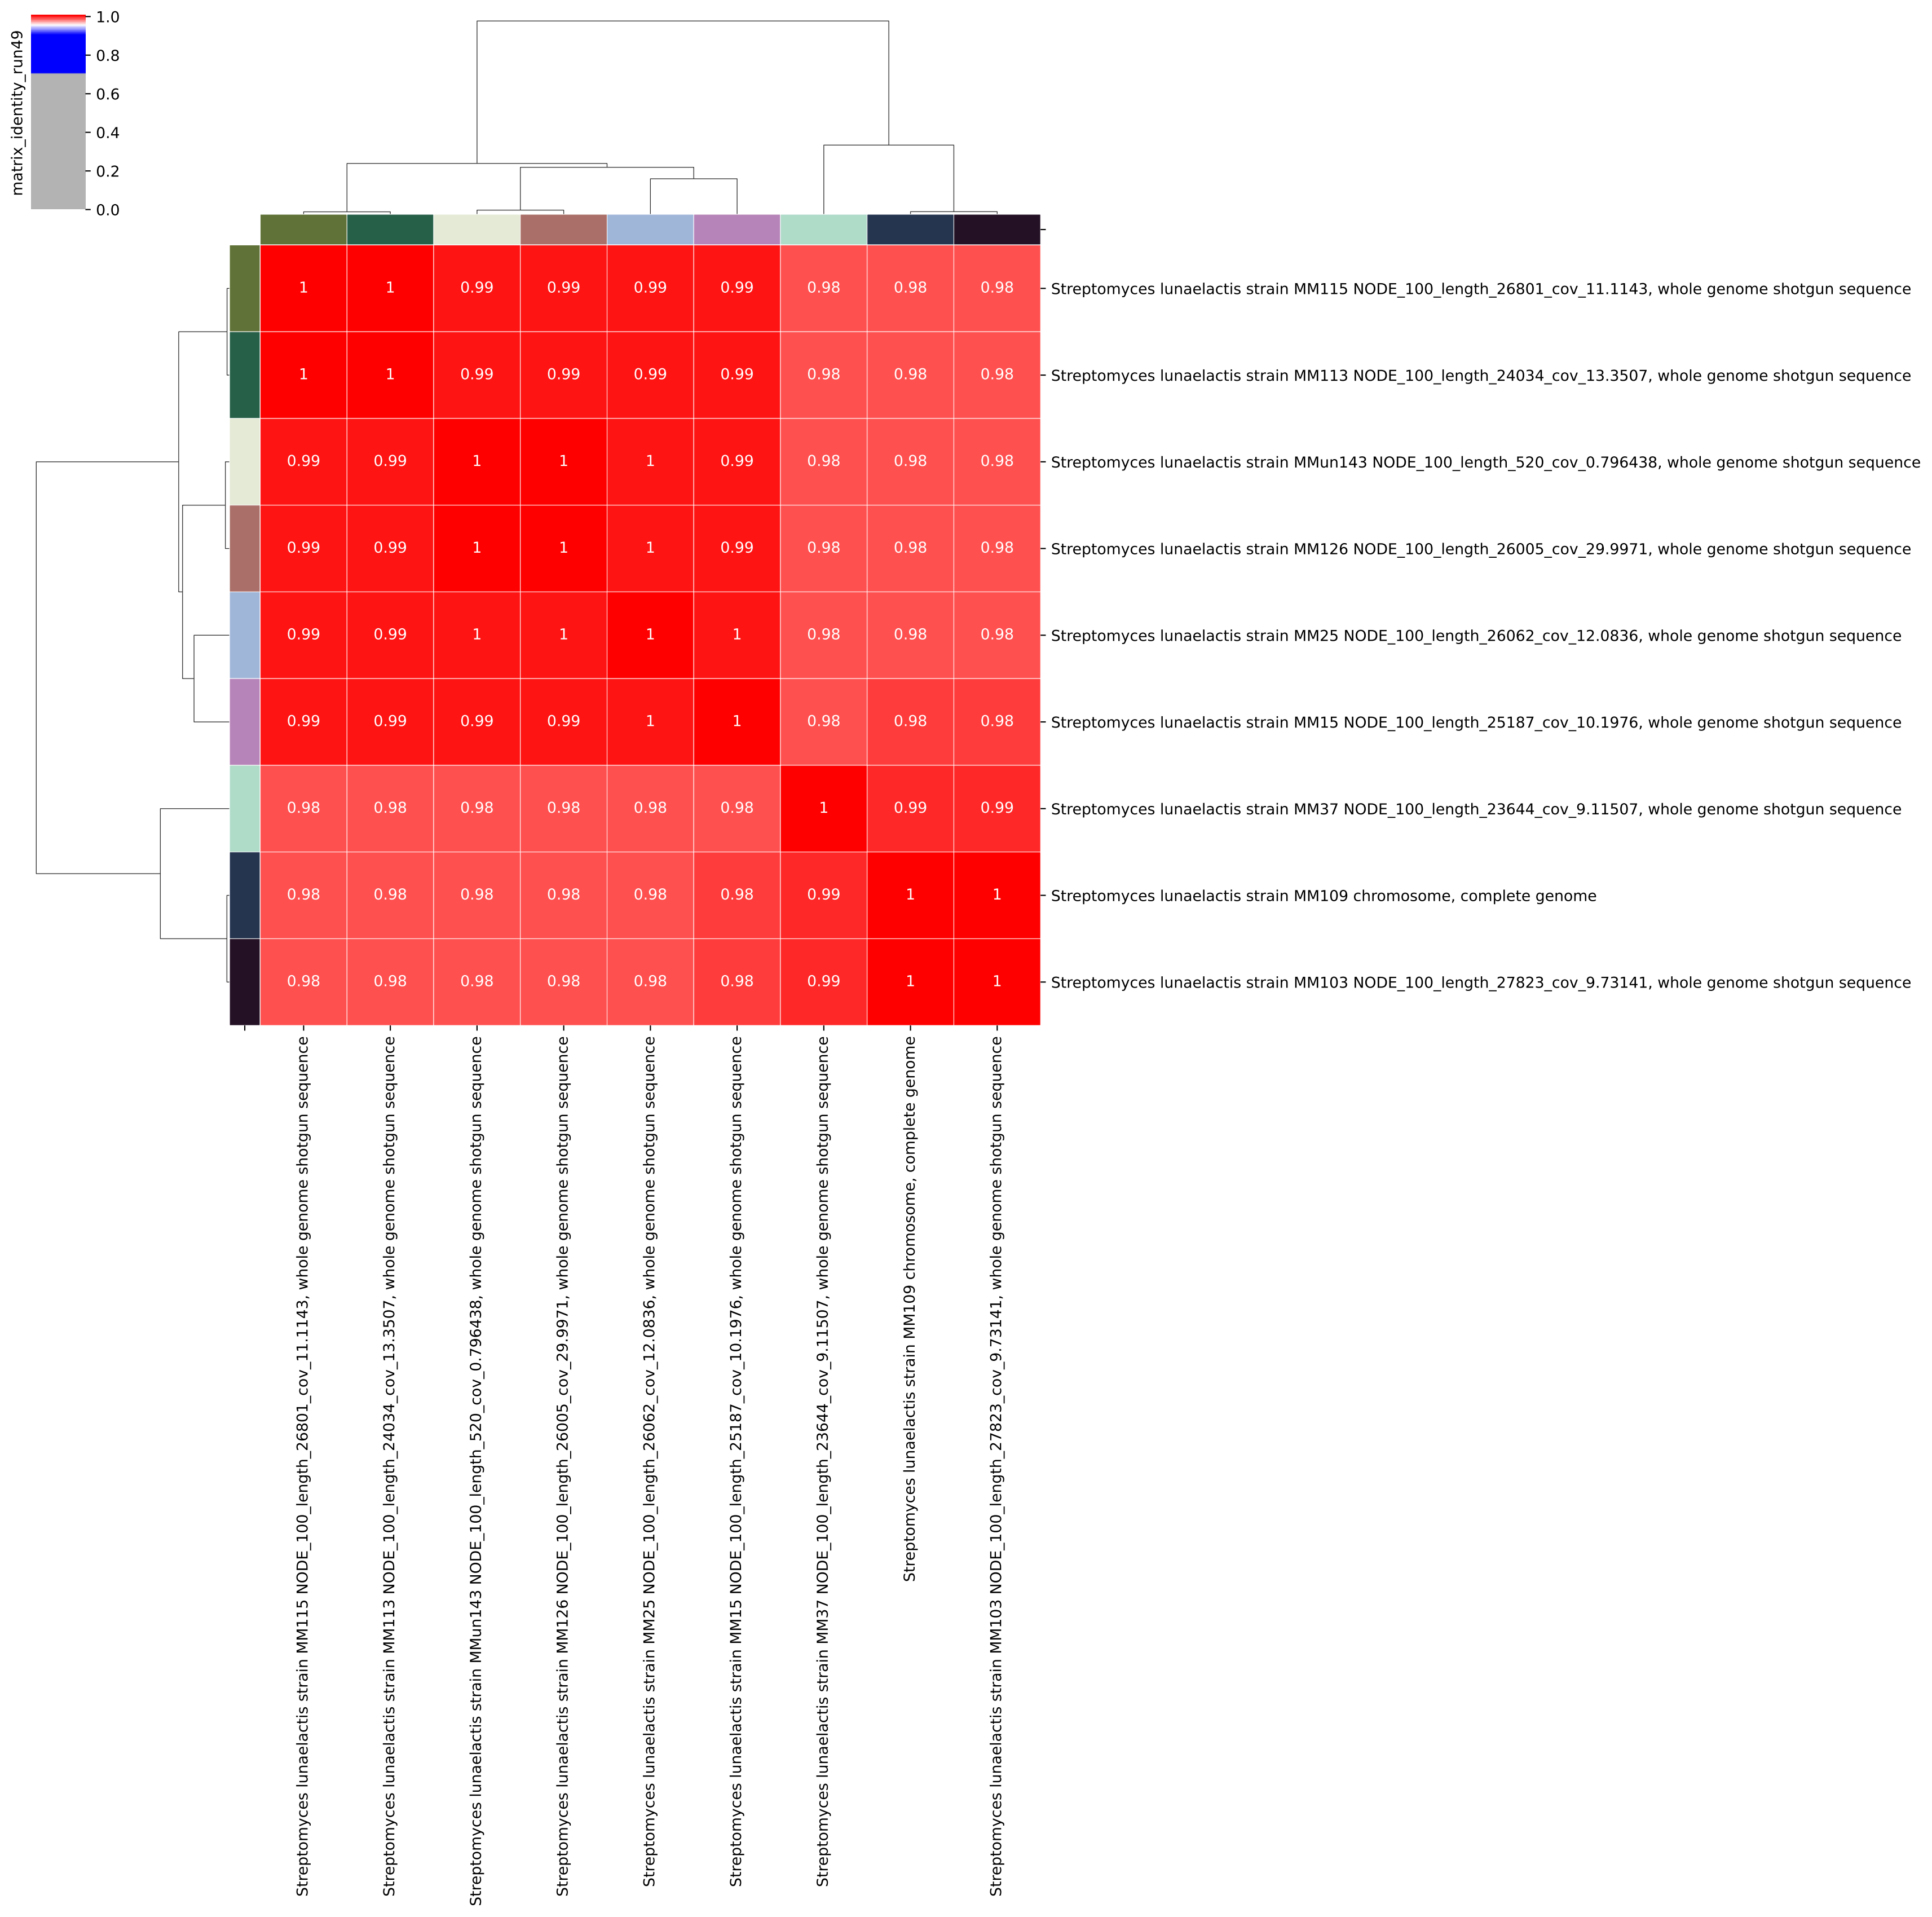 matrix_identity_run49
1.0
0.8
0.6
0.4
0.2
0.0
1 1 0.99 0.99 0.99 0.99 0.98 0.98 0.98 Streptomyces lunaelactis strain MM115 NODE_100_length_26801_cov_11.1143, whole genome shotgun sequence
1 1 0.99 0.99 0.99 0.99 0.98 0.98 0.98 Streptomyces lunaelactis strain MM113 NODE_100_length_24034_cov_13.3507, whole genome shotgun sequence
0.99 0.99 1 1 1 0.99 0.98 0.98 0.98 Streptomyces lunaelactis strain MMun143 NODE_100_length_520_cov_0.796438, whole genome shotgun sequence
0.99 0.99 1 1 1 0.99 0.98 0.98 0.98 Streptomyces lunaelactis strain MM126 NODE_100_length_26005_cov_29.9971, whole genome shotgun sequence
0.99 0.99 1 1 1 1 0.98 0.98 0.98 Streptomyces lunaelactis strain MM25 NODE_100_length_26062_cov_12.0836, whole genome shotgun sequence
0.99 0.99 0.99 0.99 1 1 0.98 0.98 0.98 Streptomyces lunaelactis strain MM15 NODE_100_length_25187_cov_10.1976, whole genome shotgun sequence
0.98 0.98 0.98 0.98 0.98 0.98 1 0.99 0.99 Streptomyces lunaelactis strain MM37 NODE_100_length_23644_cov_9.11507, whole genome shotgun sequence
0.98 0.98 0.98 0.98 0.98 0.98 0.99 1 1 Streptomyces lunaelactis strain MM109 chromosome, complete genome
0.98 0.98 0.98 0.98 0.98 0.98 0.99 1 1 Streptomyces lunaelactis strain MM103 NODE_100_length_27823_cov_9.73141, whole genome shotgun sequence
Streptomyces lunaelactis strain MM115 NODE_100_length_26801_cov_11.1143, whole genome shotgun sequence
Streptomyces lunaelactis strain MM113 NODE_100_length_24034_cov_13.3507, whole genome shotgun sequence
Streptomyces lunaelactis strain MMun143 NODE_100_length_520_cov_0.796438, whole genome shotgun sequence
Streptomyces lunaelactis strain MM126 NODE_100_length_26005_cov_29.9971, whole genome shotgun sequence
Streptomyces lunaelactis strain MM25 NODE_100_length_26062_cov_12.0836, whole genome shotgun sequence
Streptomyces lunaelactis strain MM15 NODE_100_length_25187_cov_10.1976, whole genome shotgun sequence
Streptomyces lunaelactis strain MM37 NODE_100_length_23644_cov_9.11507, whole genome shotgun sequence
Streptomyces lunaelactis strain MM109 chromosome, complete genome
Streptomyces lunaelactis strain MM103 NODE_100_length_27823_cov_9.73141, whole genome shotgun sequence